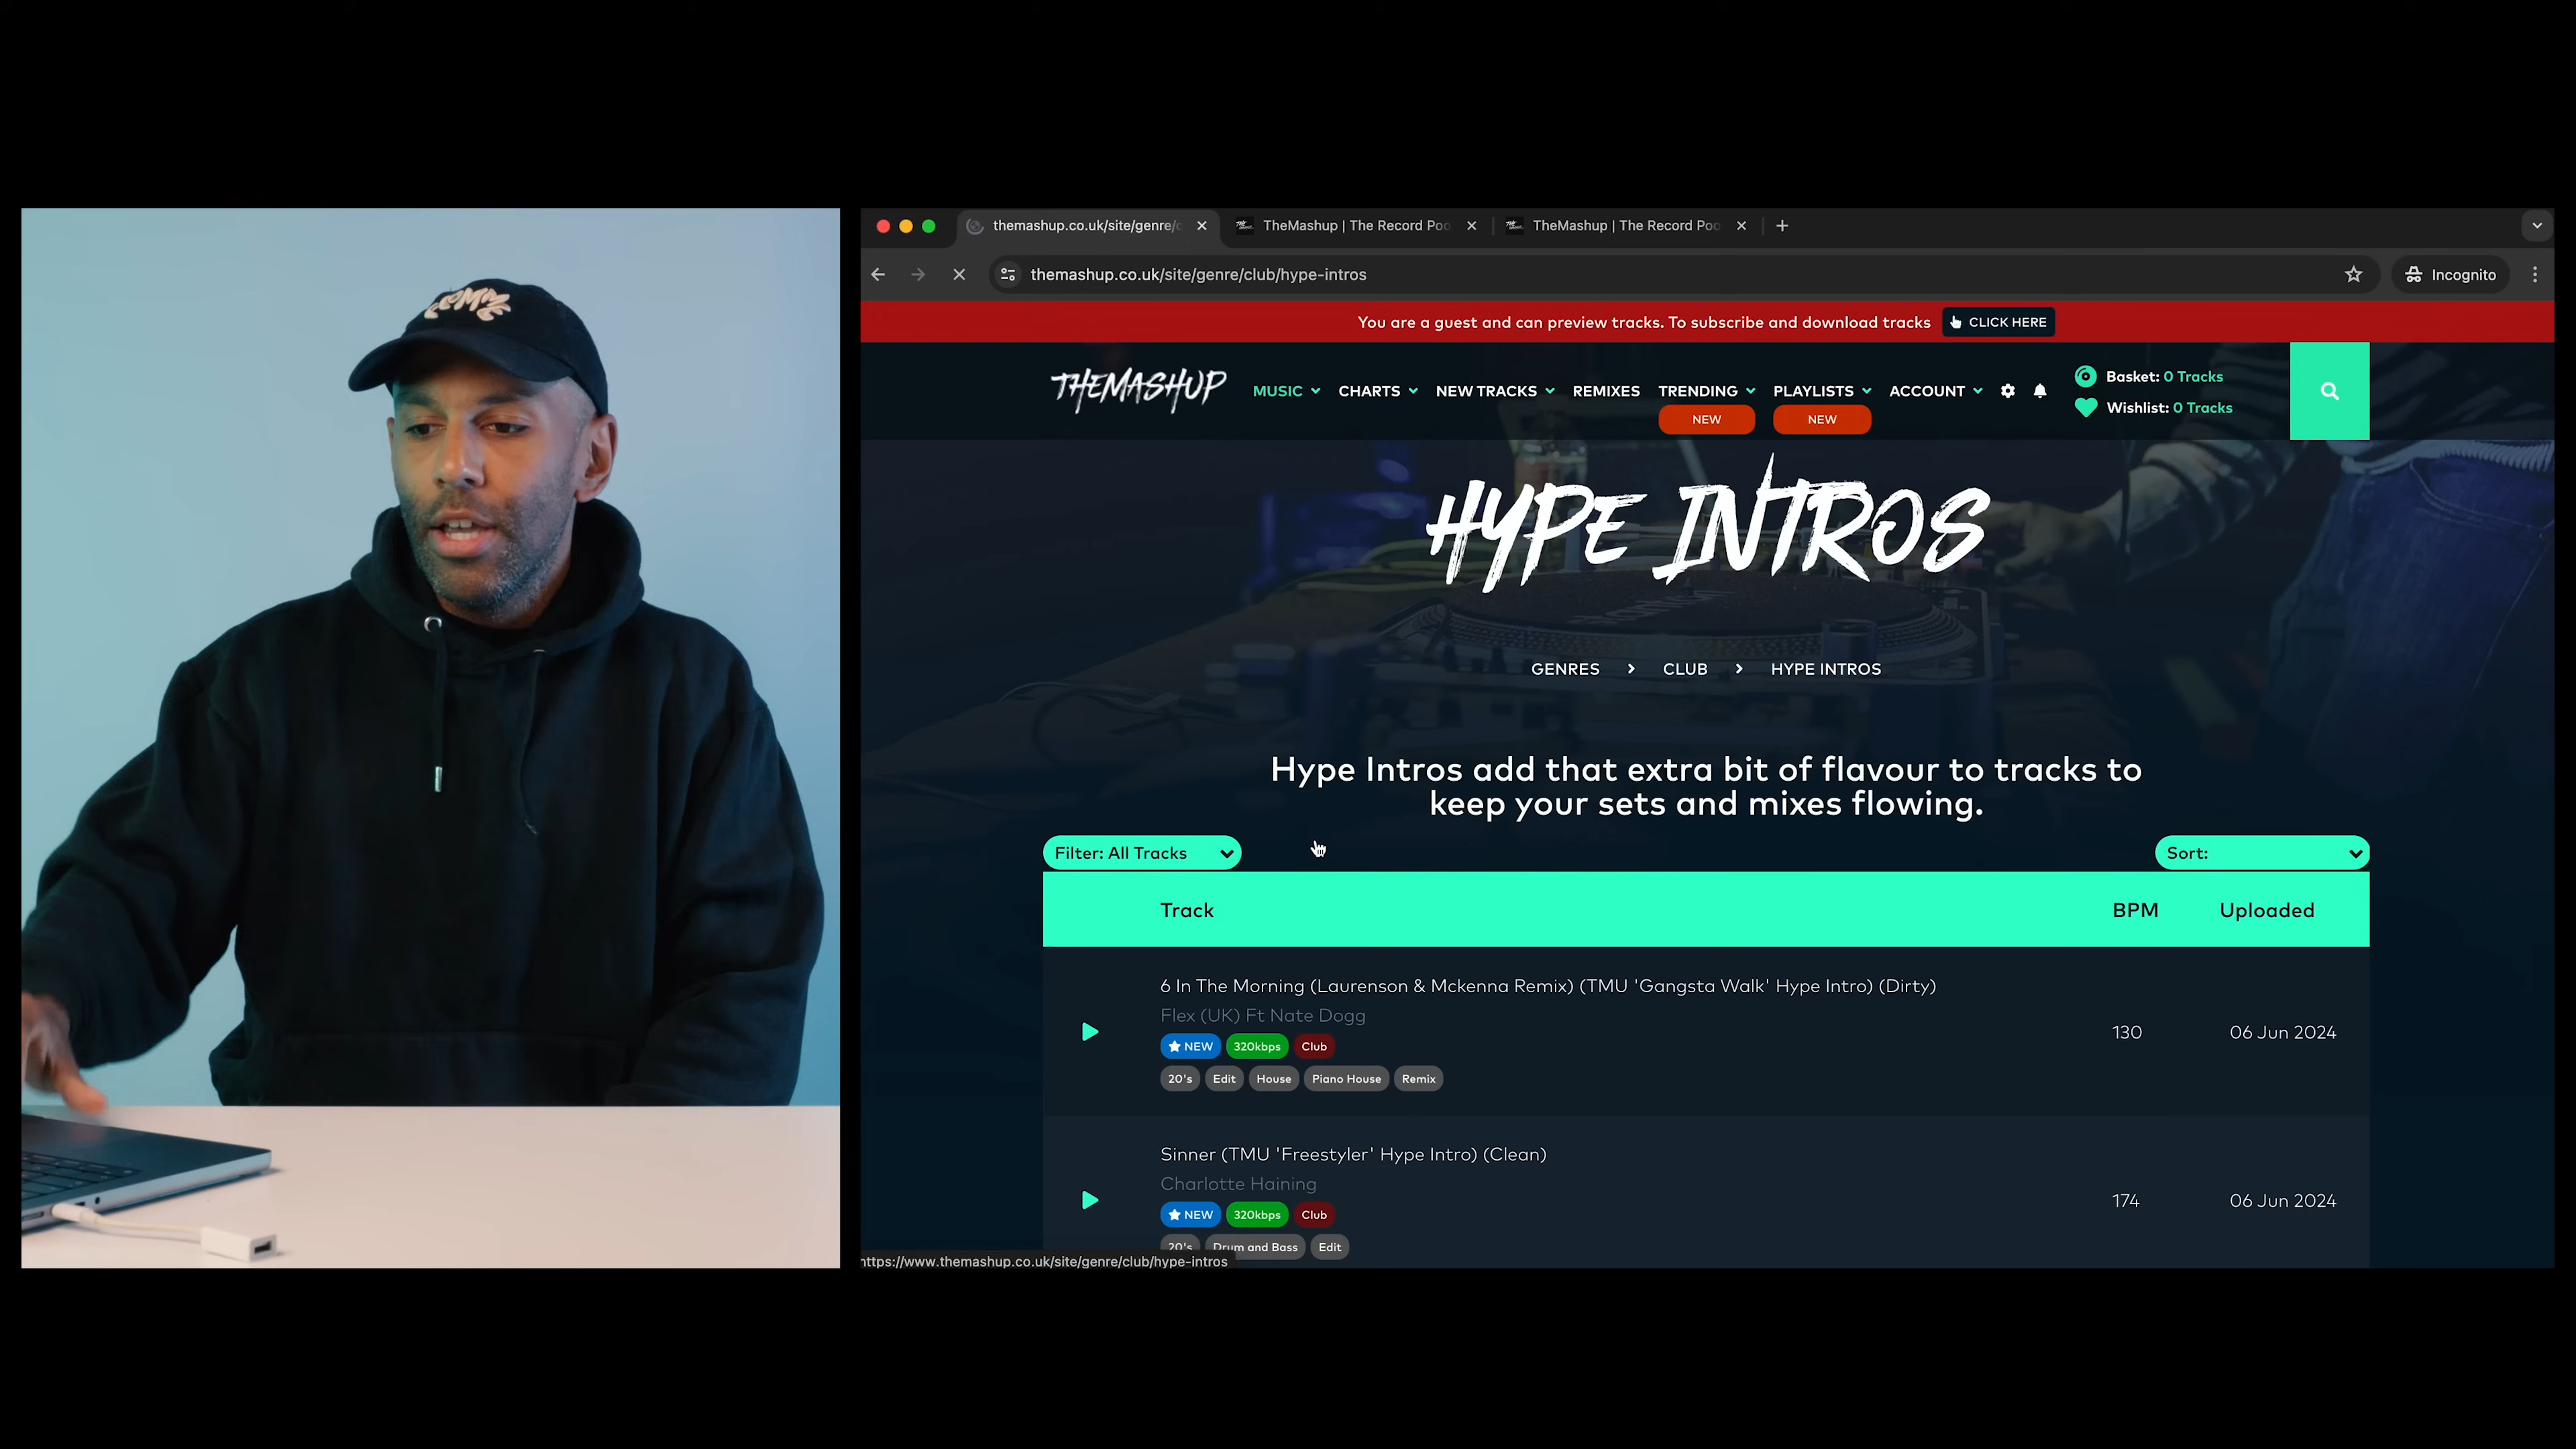 themashup.co.uk/site/genre/c
TheMashup | The Record Poo
TheMashup | The Record Poo
themashup.co.uk/site/genre/club/hype-intros
Incognito
You are a guest and can preview tracks. To subscribe and download tracks CLICK HERE
THEMASHUP
MUSIC CHARTS NEW TRACKS REMIXES TRENDING PLAYLISTS ACCOUNT
NEW NEW
Basket: 0 Tracks
Wishlist: 0 Tracks
HYPE INTROS
GENRES > CLUB > HYPE INTROS
Hype Intros add that extra bit of flavour to tracks to
keep your sets and mixes flowing.
Filter: All Tracks Sort:
Track BPM Uploaded
6 In The Morning (Laurenson & Mckenna Remix) (TMU 'Gangsta Walk' Hype Intro) (Dirty)
Flex (UK) Ft Nate Dogg
NEW 320kbps Club
130 06 Jun 2024
20's Edit House Piano House Remix
Sinner (TMU 'Freestyler' Hype Intro) (Clean)
Charlotte Haining
NEW 320kbps Club
174 06 Jun 2024
20's Drum and Bass Edit
https://www.themashup.co.uk/site/genre/club/hype-intros